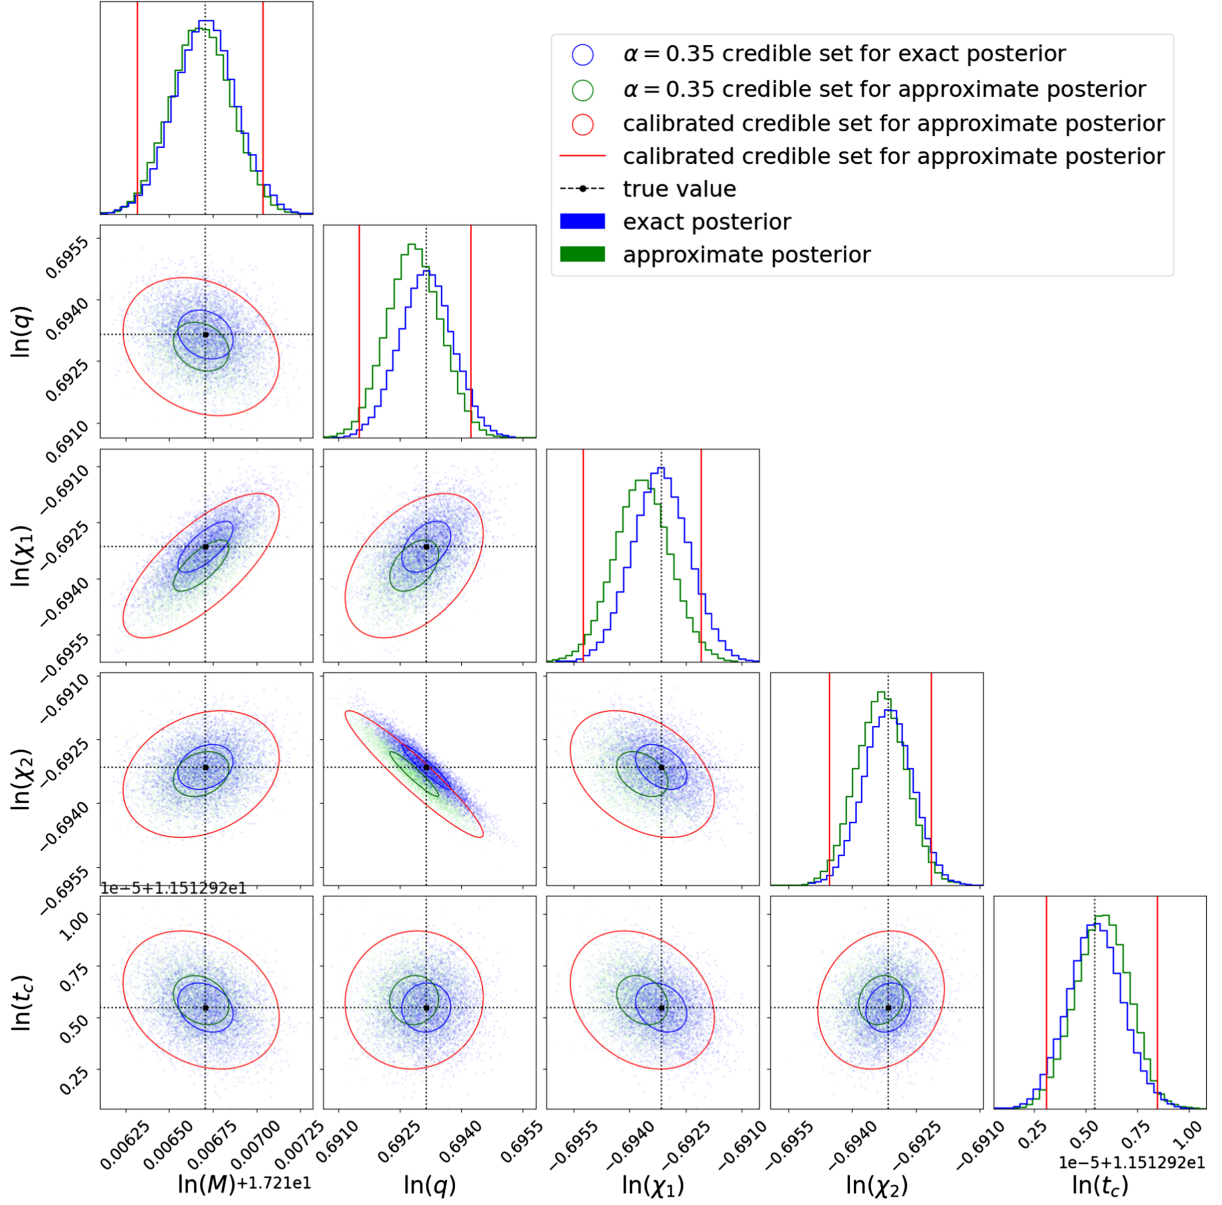 α = 0.35 credible set for exact posterior
α = 0.35 credible set for approximate posterior
calibrated credible set for approximate posterior
calibrated credible set for approximate posterior
true value
exact posterior
approximate posterior
ln(q)
0.6955
0.6940
0.6925
0.6910
ln(χ₁)
−0.6910
−0.6925
−0.6940
−0.6955
ln(χ₂)
−0.6910
−0.6925
−0.6940
−0.6955
1e−5+1.151292e1
ln(t_c)
1.00
0.75
0.50
0.25
0.00625 0.00650 0.00675 0.00700 0.00725
0.6910 0.6925 0.6940 0.6955
−0.6955 −0.6940 −0.6925 −0.6910
−0.6955 −0.6940 −0.6925 −0.6910
0.25 0.50 0.75 1.00
1e−5+1.151292e1
ln(M)+1.721e1
ln(q)
ln(χ₁)
ln(χ₂)
ln(t_c)